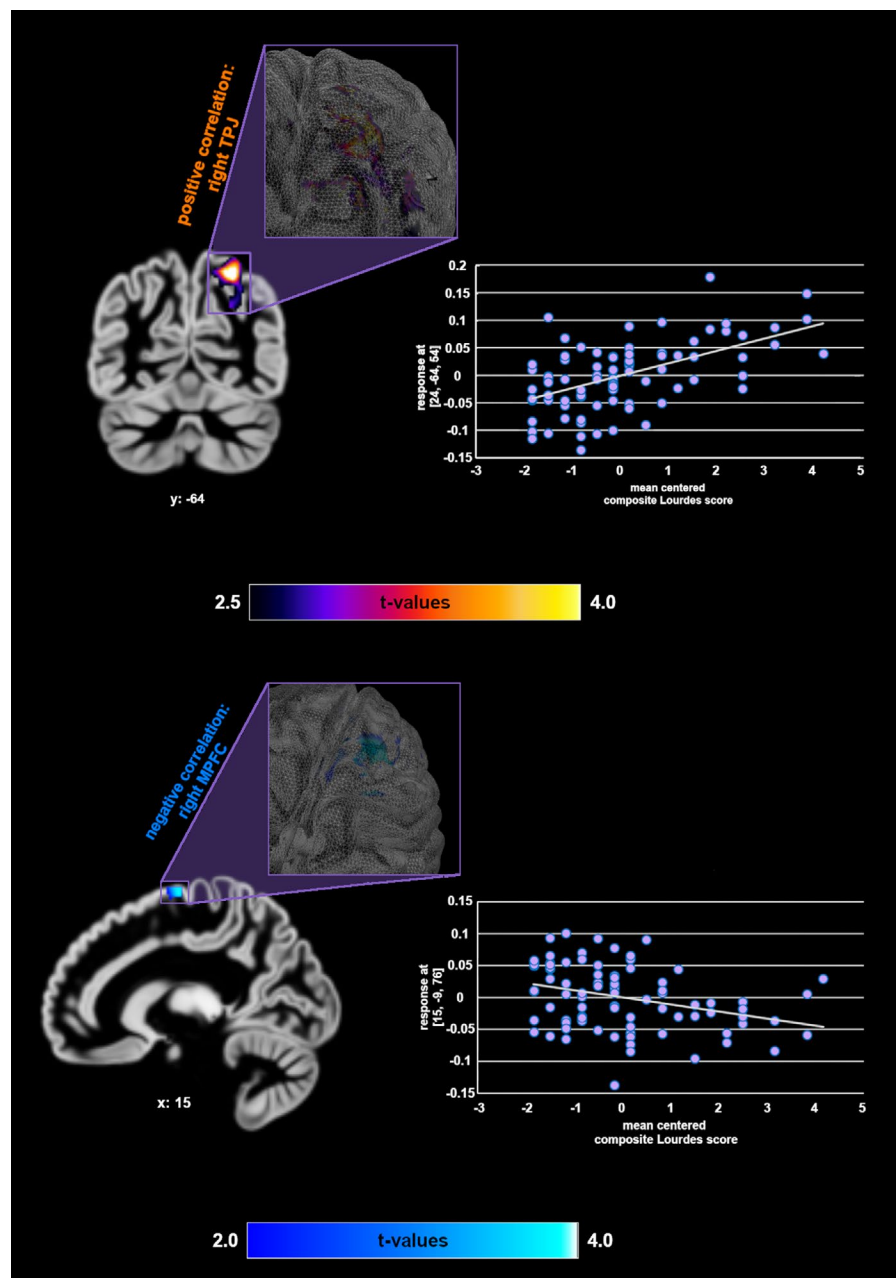 positive correlation:
right TPJ
y: -64
0.2
0.15
0.1
0.05
0
-0.05
-0.1
-0.15
response at
[24, -64, 54]
-3 -2 -1 0 1 2 3 4 5
mean centered
composite Lourdes score
2.5 t-values 4.0
negative correlation:
right MPFC
x: 15
0.15
0.1
0.05
0
-0.05
-0.1
-0.15
response at
[15, -9, 76]
-3 -2 -1 0 1 2 3 4 5
mean centered
composite Lourdes score
2.0 t-values 4.0